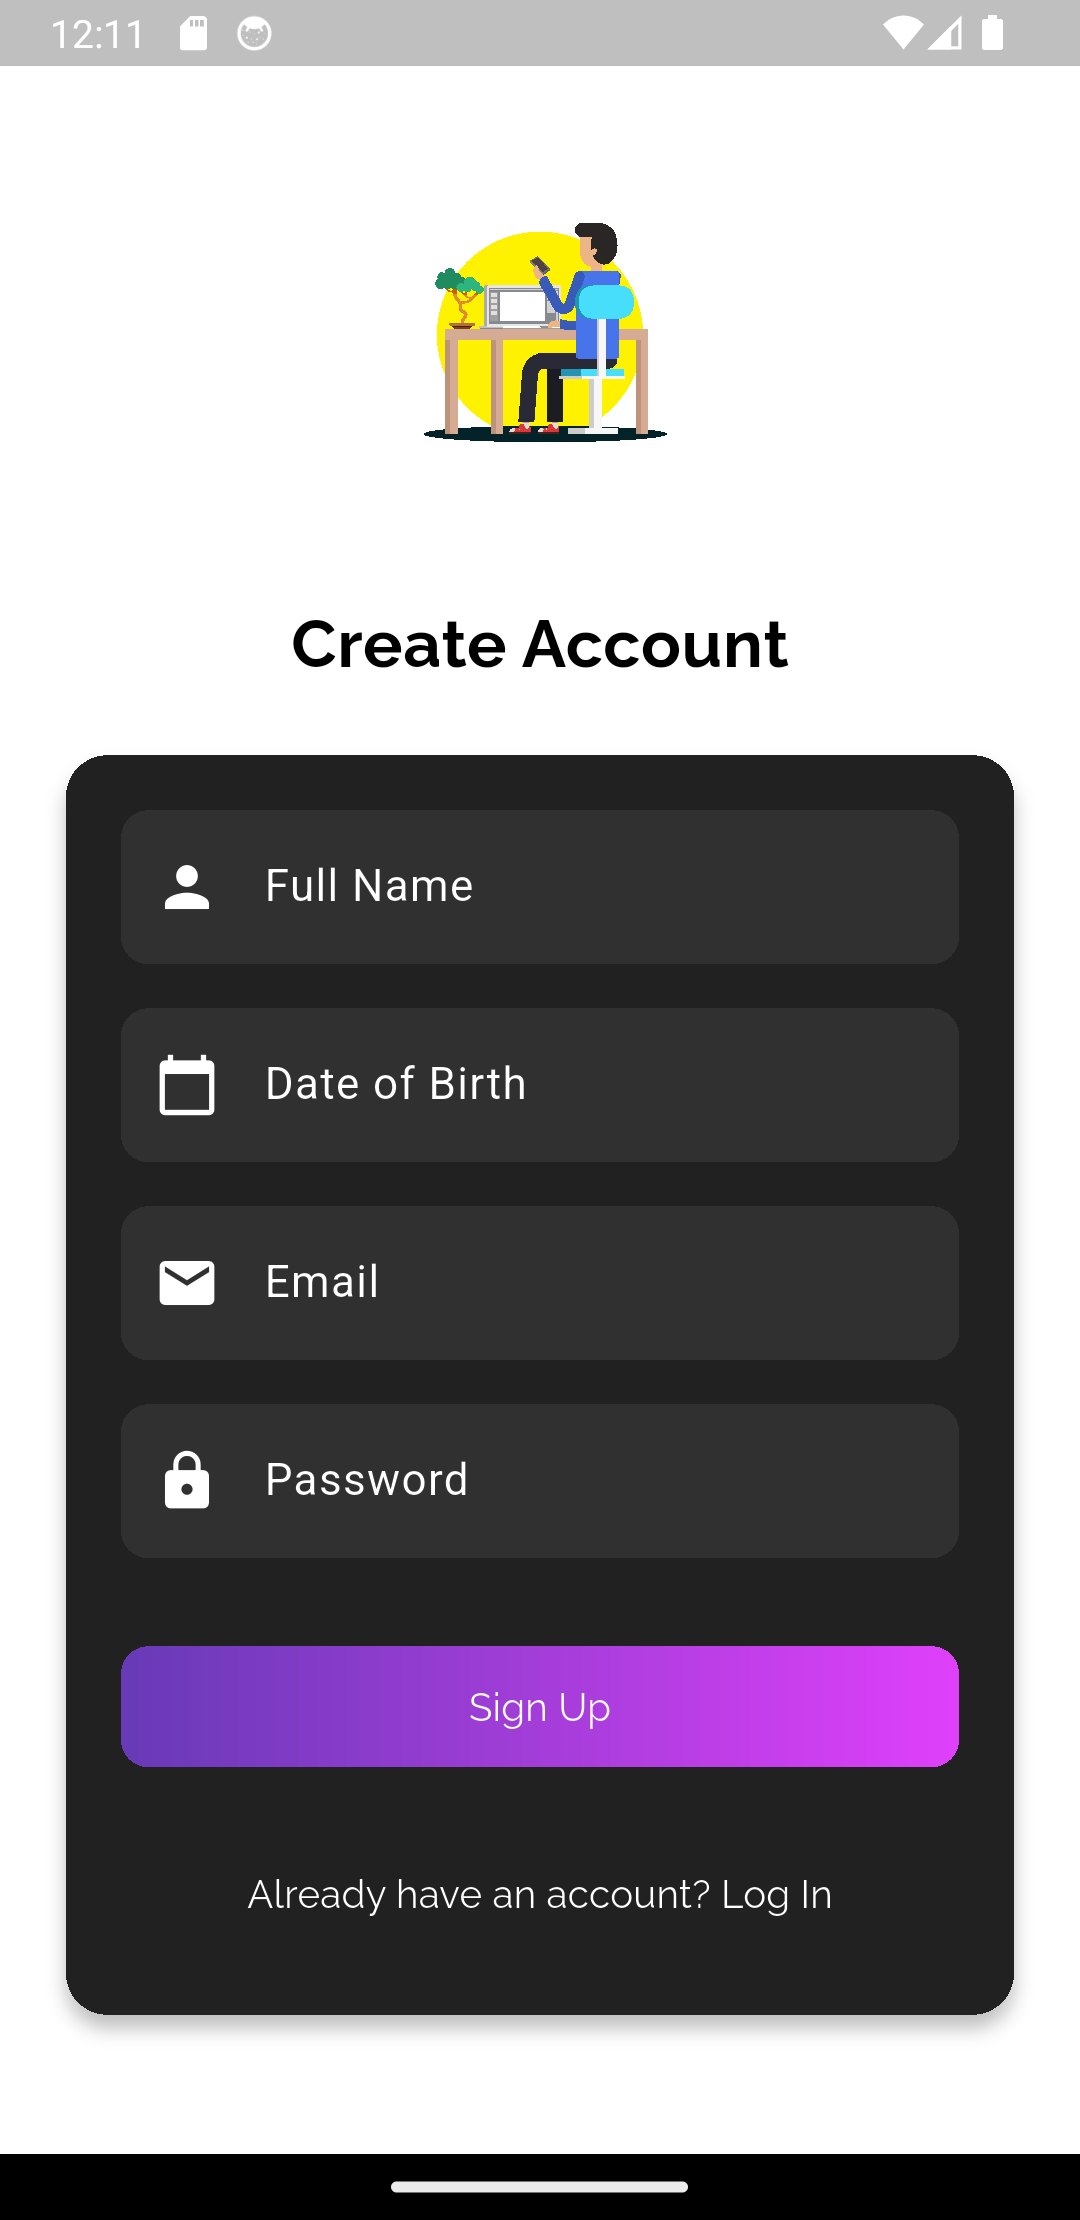 12:11
Create Account
Full Name
Date of Birth
Email
Password
Sign Up
Already have an account? Log In